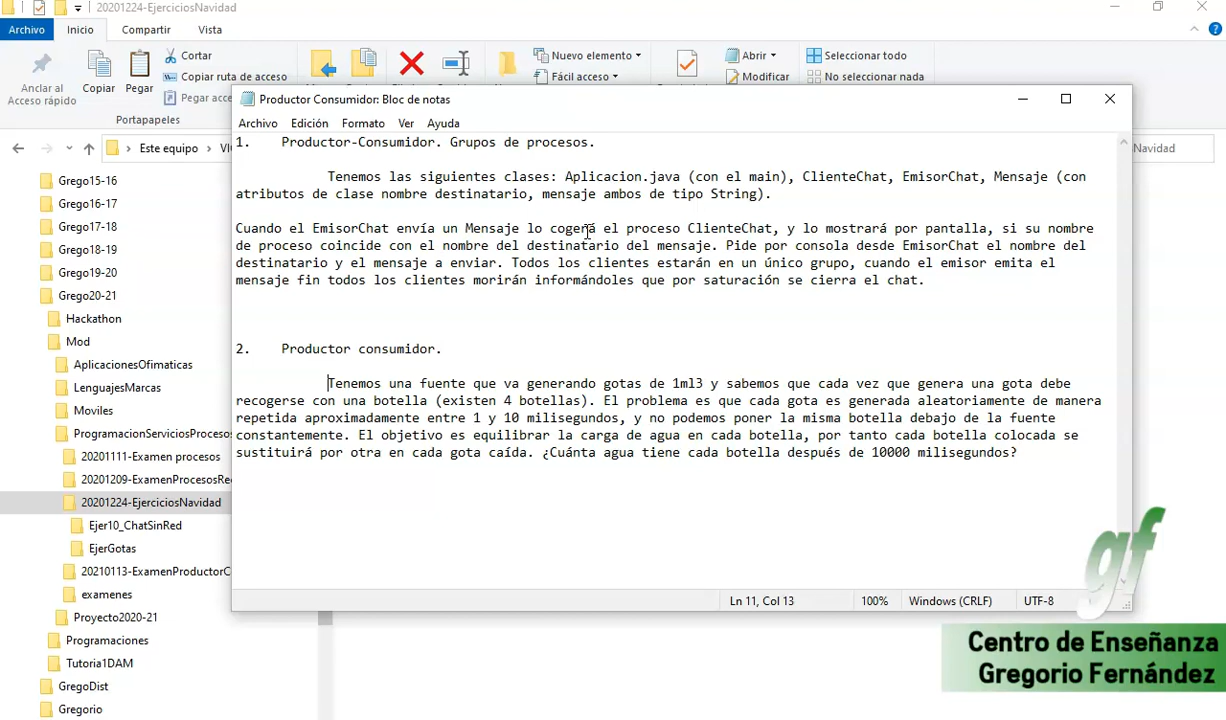 20201224-EjerciciosNavidad
Archivo Inicio Compartir Vista
Anclar al
Acceso rápido
Copiar
Pegar
Cortar
Copiar ruta de acceso
Pegar acce
Portapapeles
Nuevo elemento
Fácil acceso
Abrir
Modificar
Seleccionar todo
No seleccionar nada
Este equipo
Navidad
Grego15-16
Grego16-17
Grego17-18
Grego18-19
Grego19-20
Grego20-21
Hackathon
Mod
AplicacionesOfimaticas
LenguajesMarcas
Moviles
ProgramacionServiciosProcesos
20201111-Examen procesos
20201209-ExamenProcesosRe
20201224-EjerciciosNavidad
Ejer10_ChatSinRed
EjerGotas
20210113-ExamenProductorC
examenes
Proyecto2020-21
Programaciones
Tutoria1DAM
GregoDist
Gregorio
Productor Consumidor: Bloc de notas
Archivo Edición Formato Ver Ayuda
1. Productor-Consumidor. Grupos de procesos.
Tenemos las siguientes clases: Aplicacion.java (con el main), ClienteChat, EmisorChat, Mensaje (con
atributos de clase nombre destinatario, mensaje ambos de tipo String).
Cuando el EmisorChat envía un Mensaje lo cogerá el proceso ClienteChat, y lo mostrará por pantalla, si su nombre
de proceso coincide con el nombre del destinatario del mensaje. Pide por consola desde EmisorChat el nombre del
destinatario y el mensaje a enviar. Todos los clientes estarán en un único grupo, cuando el emisor emita el
mensaje fin todos los clientes morirán informándoles que por saturación se cierra el chat.
2. Productor consumidor.
Tenemos una fuente que va generando gotas de 1ml3 y sabemos que cada vez que genera una gota debe
recogerse con una botella (existen 4 botellas). El problema es que cada gota es generada aleatoriamente de manera
repetida aproximadamente entre 1 y 10 milisegundos, y no podemos poner la misma botella debajo de la fuente
constantemente. El objetivo es equilibrar la carga de agua en cada botella, por tanto cada botella colocada se
sustituirá por otra en cada gota caída. ¿Cuánta agua tiene cada botella después de 10000 milisegundos?
Ln 11, Col 13 100% Windows (CRLF) UTF-8
gf
Centro de Enseñanza
Gregorio Fernández